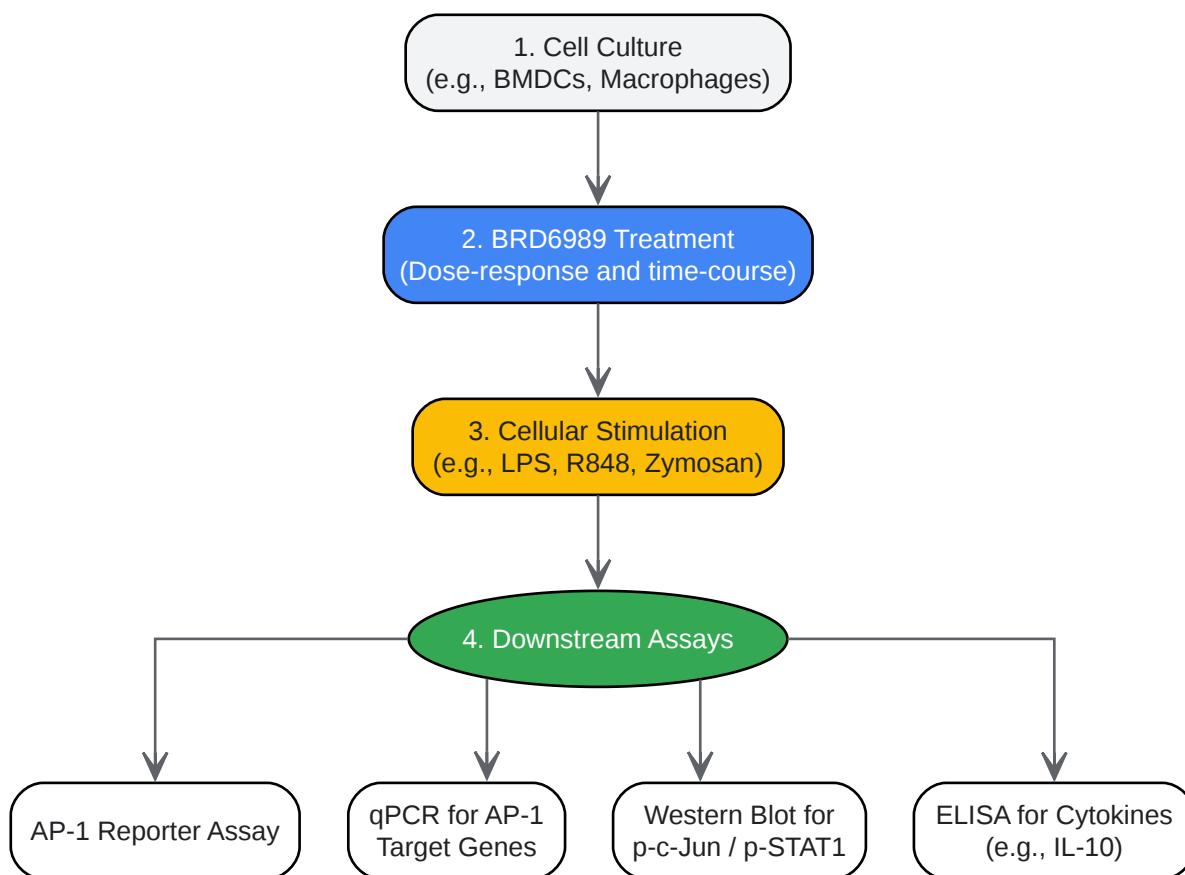 1. Cell Culture
(e.g., BMDCs, Macrophages)
2. BRD6989 Treatment
(Dose-response and time-course)
3. Cellular Stimulation
(e.g., LPS, R848, Zymosan)
4. Downstream Assays
AP-1 Reporter Assay
qPCR for AP-1
Target Genes
Western Blot for
p-c-Jun / p-STAT1
ELISA for Cytokines
(e.g., IL-10)